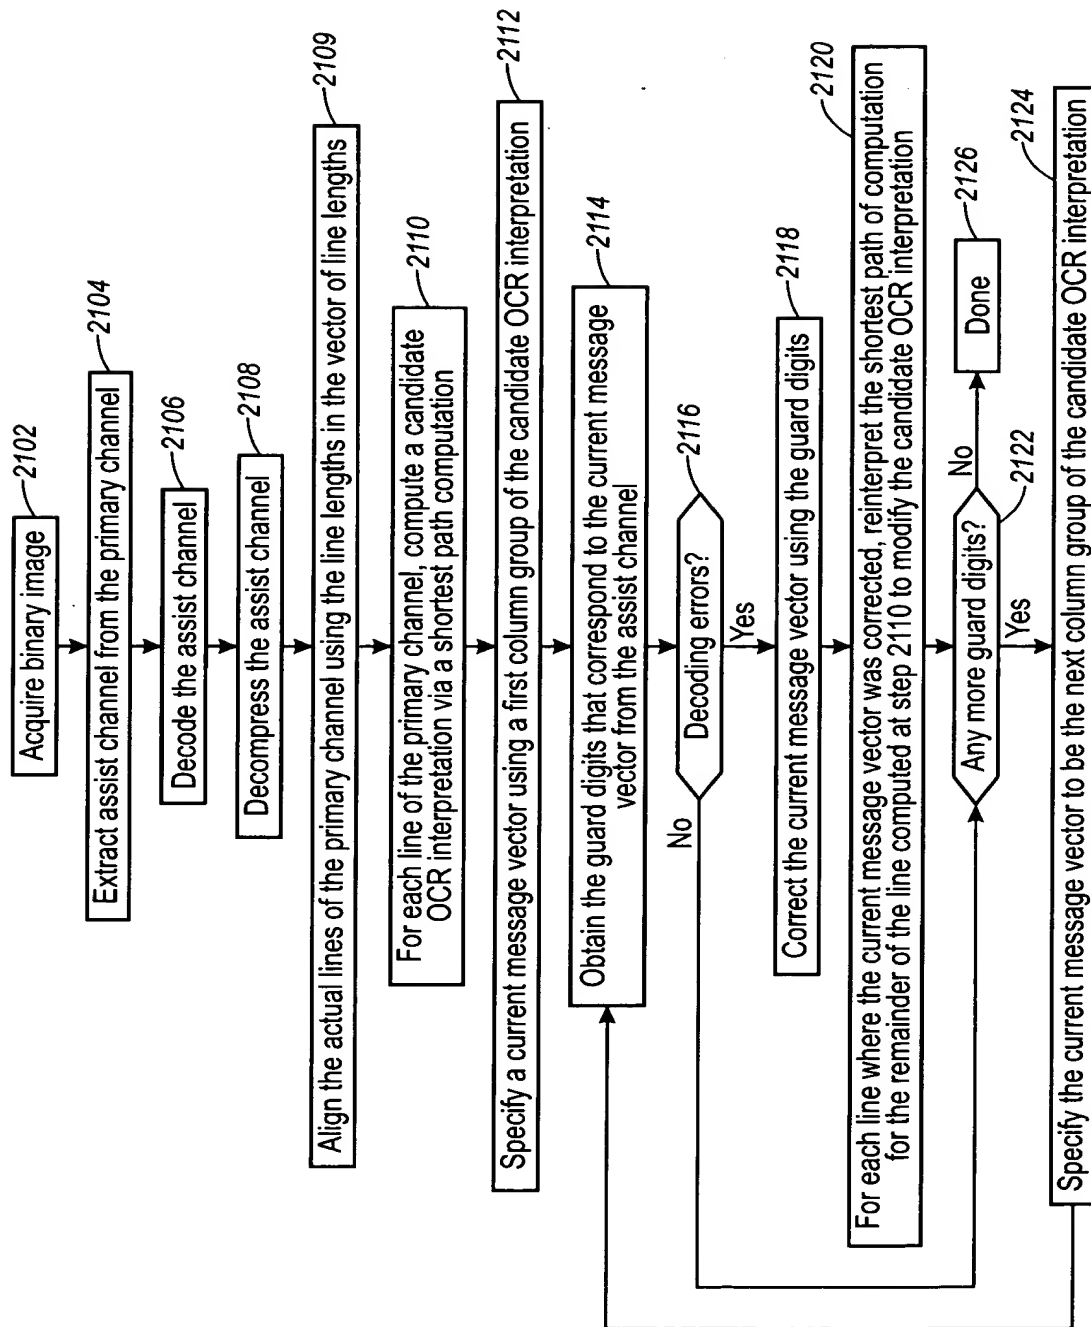 2102
Acquire binary image
2104
Extract assist channel from the primary channel
2106
Decode the assist channel
2108
Decompress the assist channel
2109
Align the actual lines of the primary channel using the line lengths in the vector of line lengths
2110
For each line of the primary channel, compute a candidate
OCR interpretation via a shortest path computation
2112
Specify a current message vector using a first column group of the candidate OCR interpretation
2114
Obtain the guard digits that correspond to the current message
vector from the assist channel
2116
Decoding errors?
No
Yes
2118
Correct the current message vector using the guard digits
2120
For each line where the current message vector was corrected, reinterpret the shortest path of computation
for the remainder of the line computed at step 2110 to modify the candidate OCR interpretation
2122
Any more guard digits?
No
2126
Done
Yes
2124
Specify the current message vector to be the next column group of the candidate OCR interpretation